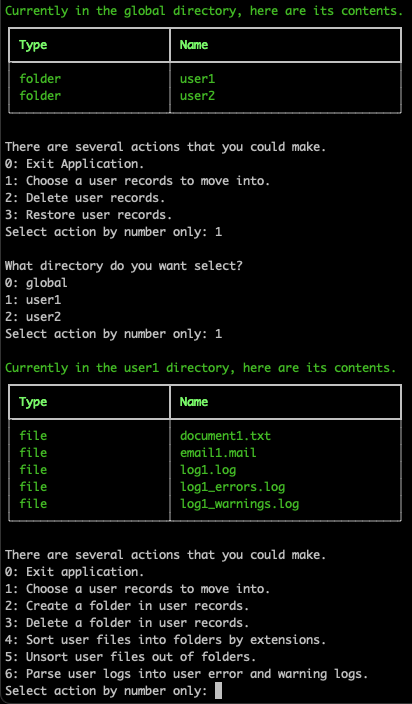 Currently in the global directory, here are its contents.
Type Name
folder user1
folder user2
There are several actions that you could make.
0: Exit Application.
1: Choose a user records to move into.
2: Delete user records.
3: Restore user records.
Select action by number only: 1
What directory do you want select?
0: global
1: user1
2: user2
Select action by number only: 1
Currently in the user1 directory, here are its contents.
Type Name
file document1.txt
file email1.mail
file log1.log
file log1_errors.log
file log1_warnings.log
There are several actions that you could make.
0: Exit application.
1: Choose a user records to move into.
2: Create a folder in user records.
3: Delete a folder in user records.
4: Sort user files into folders by extensions.
5: Unsort user files out of folders.
6: Parse user logs into user error and warning logs.
Select action by number only: